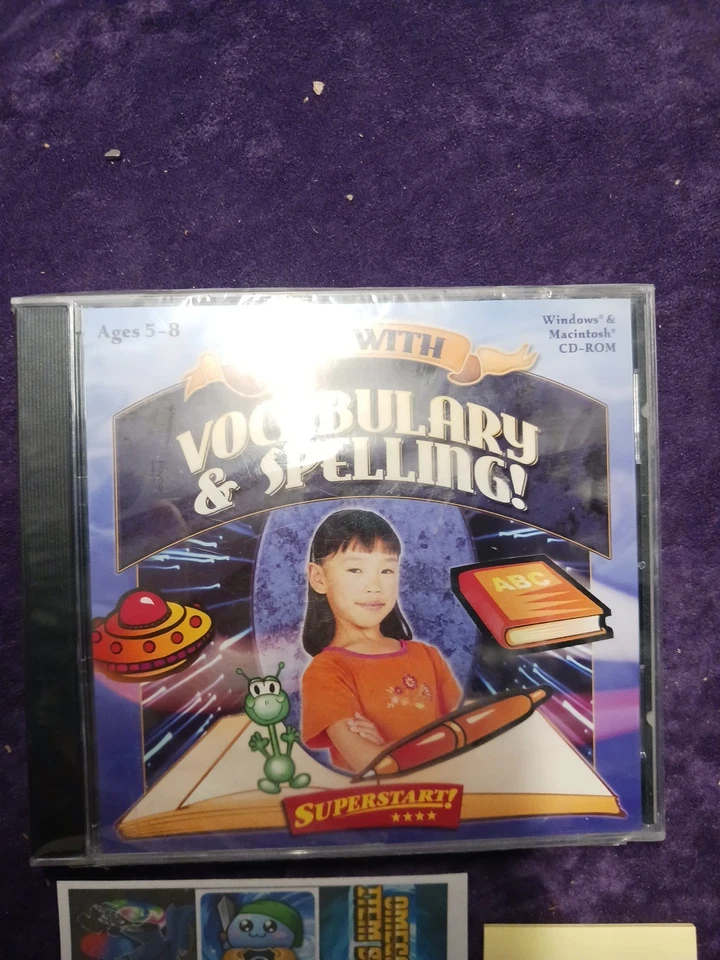 Ages 5-8
WITH
Windows® &
Macintosh®
CD-ROM
VOCABULARY
& SPELLING!
ABC
SUPERSTART!